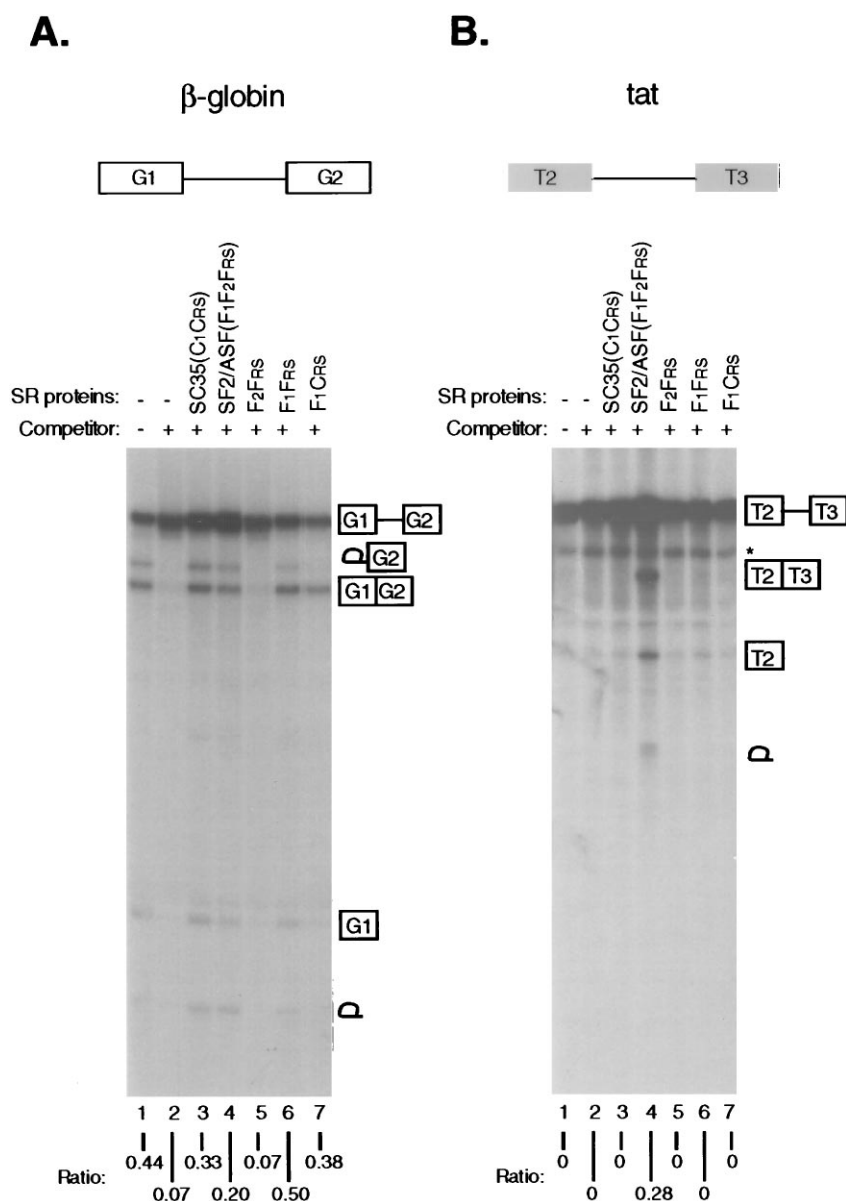 A.
β-globin
G1 G2
SR proteins: - - SC35(C1CRS) SF2/ASF(F1F2FRS) F2FRS F1FRS F1CRS
Competitor: - + + + + + +
G1 G2
G2
G1 G2
G1
1 2 3 4 5 6 7
Ratio: 0.44 0.07 0.33 0.20 0.07 0.50 0.38
B.
tat
T2 T3
SR proteins: - - SC35(C1CRS) SF2/ASF(F1F2FRS) F2FRS F1FRS F1CRS
Competitor: - + + + + + +
T2 T3
*
T2 T3
T2
1 2 3 4 5 6 7
0 0 0 0.28 0 0 0